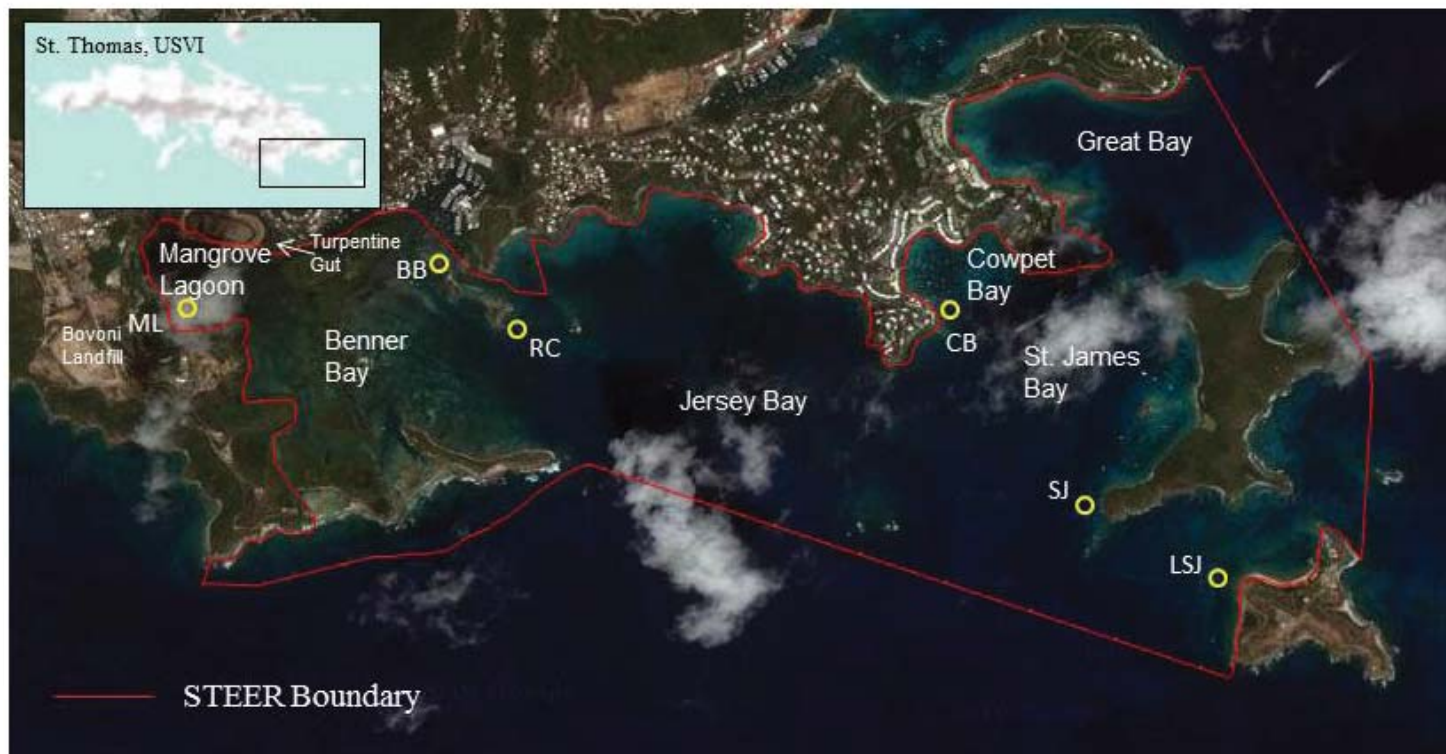 St. Thomas, USVI
Great Bay
Mangrove
Lagoon
Turpentine
Gut
BB
Cowpet
Bay
ML
Bovoni
Landfill
Benner
Bay
RC
CB
St. James
Bay
Jersey Bay
SJ
LSJ
STEER Boundary